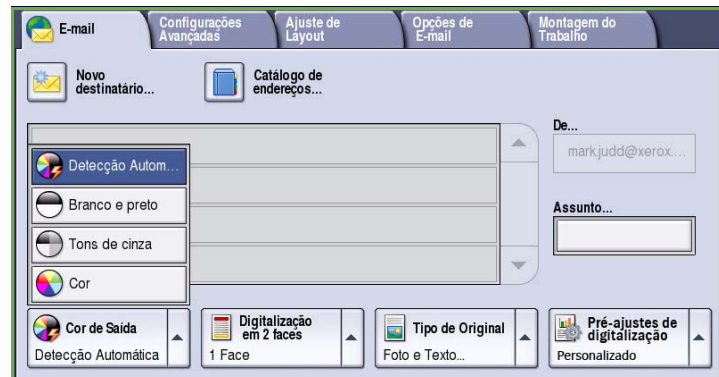 E-mail
Configurações Avançadas
Ajuste de Layout
Opções de E-mail
Montagem do Trabalho
Novo destinatário...
Catálogo de endereços...
De...
mark.judd@xerox....
Detecção Autom...
Branco e preto
Assunto...
Tons de cinza
Cor
Cor de Saída
Detecção Automática
Digitalização em 2 faces
1 Face
Tipo de Original
Foto e Texto...
Pré-ajustes de digitalização
Personalizado